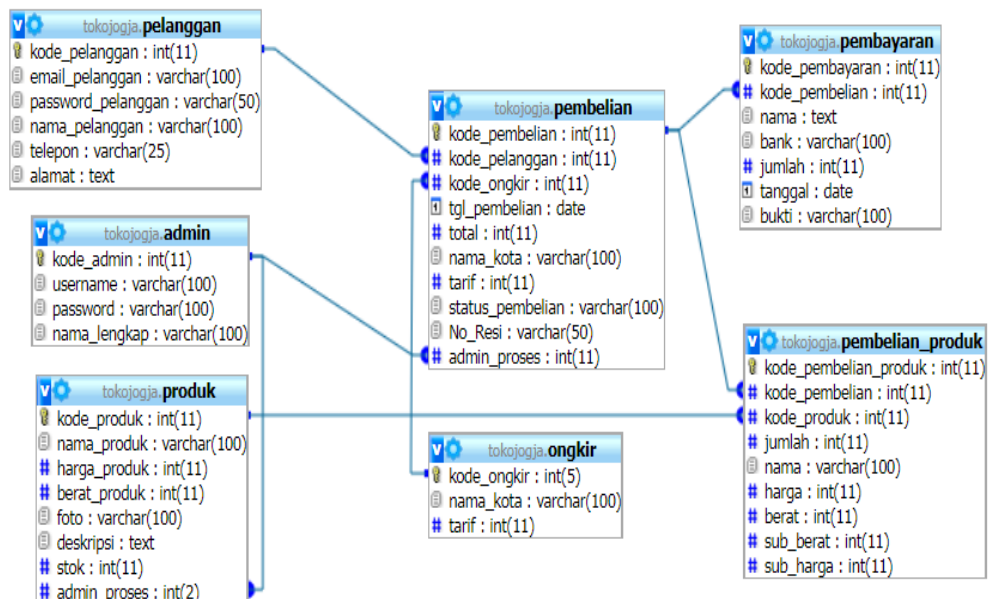 tokojogja.pelanggan
kode_pelanggan : int(11)
email_pelanggan : varchar(100)
password_pelanggan : varchar(50)
nama_pelanggan : varchar(100)
telepon : varchar(25)
alamat : text
tokojogja.admin
kode_admin : int(11)
username : varchar(100)
password : varchar(100)
nama_lengkap : varchar(100)
tokojogja.produk
kode_produk : int(11)
nama_produk : varchar(100)
harga_produk : int(11)
berat_produk : int(11)
foto : varchar(100)
deskripsi : text
stok : int(11)
admin_proses : int(2)
tokojogja.pembelian
kode_pembelian : int(11)
kode_pelanggan : int(11)
kode_ongkir : int(11)
tgl_pembelian : date
total : int(11)
nama_kota : varchar(100)
tarif : int(11)
status_pembelian : varchar(100)
No_Resi : varchar(50)
admin_proses : int(11)
tokojogja.ongkir
kode_ongkir : int(5)
nama_kota : varchar(100)
tarif : int(11)
tokojogja.pembayaran
kode_pembayaran : int(11)
kode_pembelian : int(11)
nama : text
bank : varchar(100)
jumlah : int(11)
tanggal : date
bukti : varchar(100)
tokojogja.pembelian_produk
kode_pembelian_produk : int(11)
kode_pembelian : int(11)
kode_produk : int(11)
jumlah : int(11)
nama : varchar(100)
harga : int(11)
berat : int(11)
sub_berat : int(11)
sub_harga : int(11)